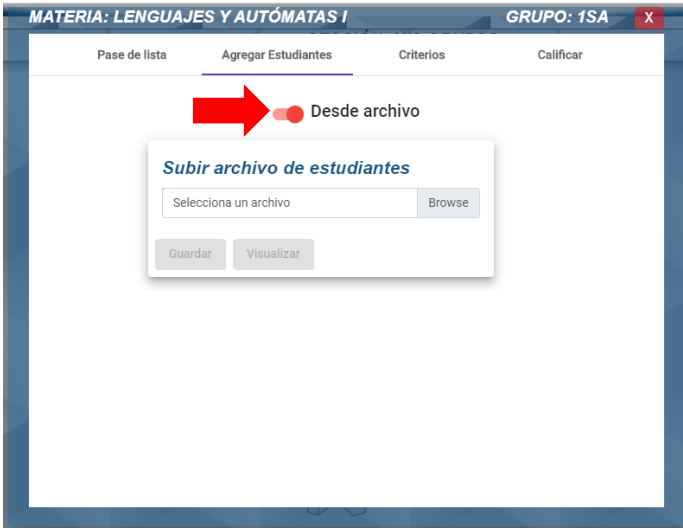 MATERIA: LENGUAJES Y AUTÓMATAS I GRUPO: 1SA X
Pase de lista Agregar Estudiantes Criterios Calificar
Desde archivo
Subir archivo de estudiantes
Selecciona un archivo Browse
Guardar Visualizar